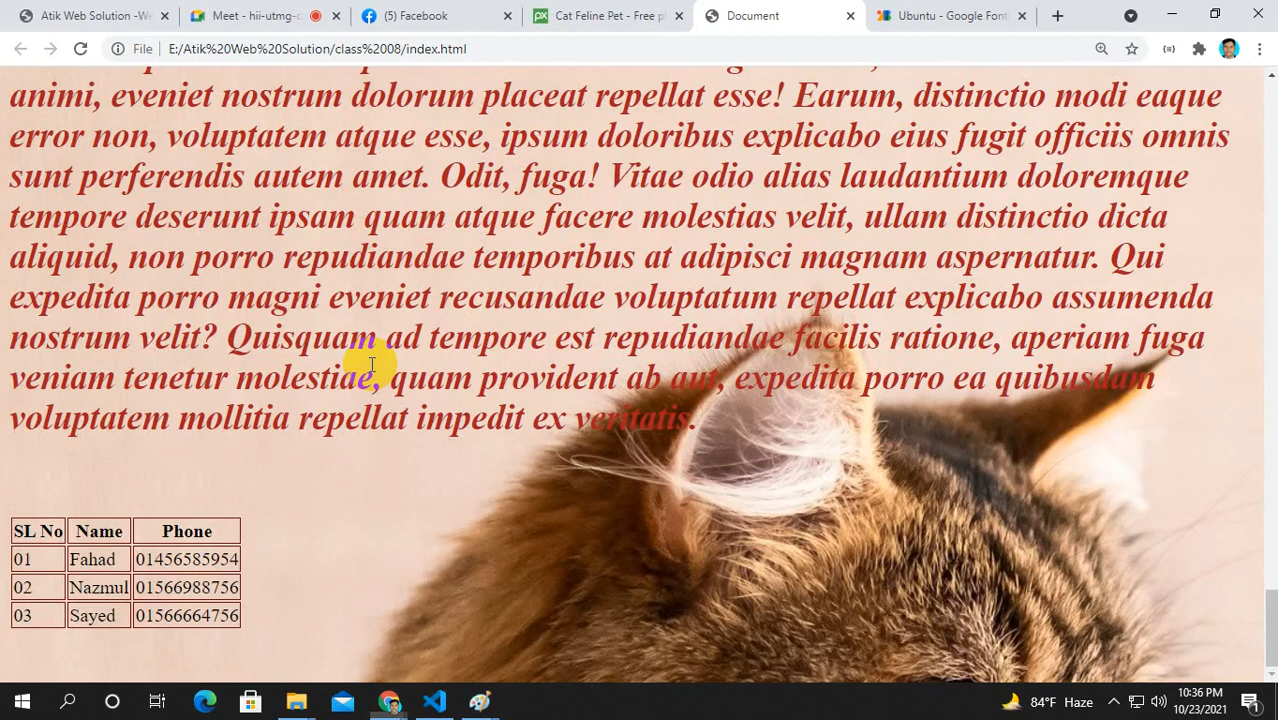 Atik Web Solution -We
Meet - hii-utmg-d
(5) Facebook
Cat Feline Pet - Free p
Document
Ubuntu - Google Font
File
E:/Atik%20Web%20Solution/class%2008/index.html
animi, eveniet nostrum dolorum placeat repellat esse! Earum, distinctio modi eaque
error non, voluptatem atque esse, ipsum doloribus explicabo eius fugit officiis omnis
sunt perferendis autem amet. Odit, fuga! Vitae odio alias laudantium doloremque
tempore deserunt ipsam quam atque facere molestias velit, ullam distinctio dicta
aliquid, non porro repudiandae temporibus at adipisci magnam aspernatur. Qui
expedita porro magni eveniet recusandae voluptatum repellat explicabo assumenda
nostrum velit? Quisquam ad tempore est repudiandae facilis ratione, aperiam fuga
veniam tenetur molestiae, quam provident ab aut, expedita porro ea quibusdam
voluptatem mollitia repellat impedit ex veritatis.
SL No Name Phone
01 Fahad 01456585954
02 Nazmul 01566988756
03 Sayed 01566664756
84°F Haze
10:36 PM
10/23/2021